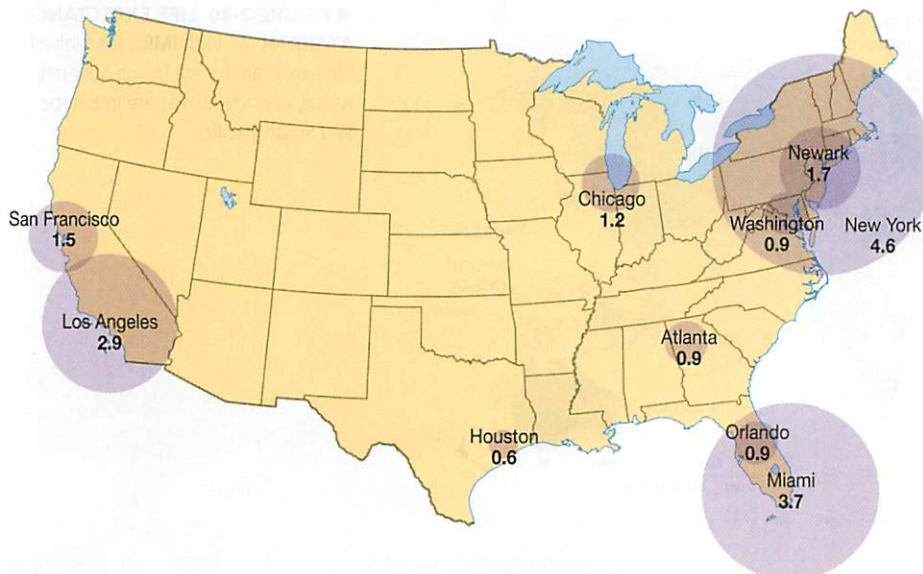 Newark
1.7
Chicago
1.2
San Francisco
1.5
Washington
0.9
New York
4.6
Los Angeles
2.9
Atlanta
0.9
Houston
0.6
Orlando
0.9
Miami
3.7